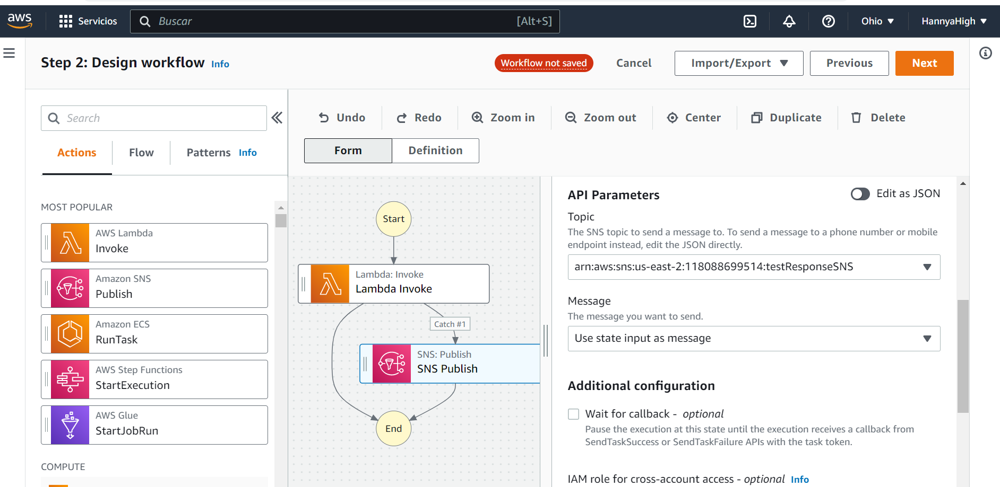 aws
Servicios
Buscar
[Alt+S]
Ohio
HannyaHigh
Step 2: Design workflow Info
Workflow not saved
Cancel
Import/Export
Previous
Next
Search
Undo
Redo
Zoom in
Zoom out
Center
Duplicate
Delete
Actions
Flow
Patterns Info
Form
Definition
MOST POPULAR
AWS Lambda
Invoke
Amazon SNS
Publish
Amazon ECS
RunTask
AWS Step Functions
StartExecution
AWS Glue
StartJobRun
COMPUTE
Start
Lambda: Invoke
Lambda Invoke
Catch #1
SNS: Publish
SNS Publish
End
API Parameters
Edit as JSON
Topic
The SNS topic to send a message to. To send a message to a phone number or mobile
endpoint instead, edit the JSON directly.
arn:aws:sns:us-east-2:118088699514:testResponseSNS
Message
The message you want to send.
Use state input as message
Additional configuration
Wait for callback - optional
Pause the execution at this state until the execution receives a callback from
SendTaskSuccess or SendTaskFailure APIs with the task token.
IAM role for cross-account access - optional Info